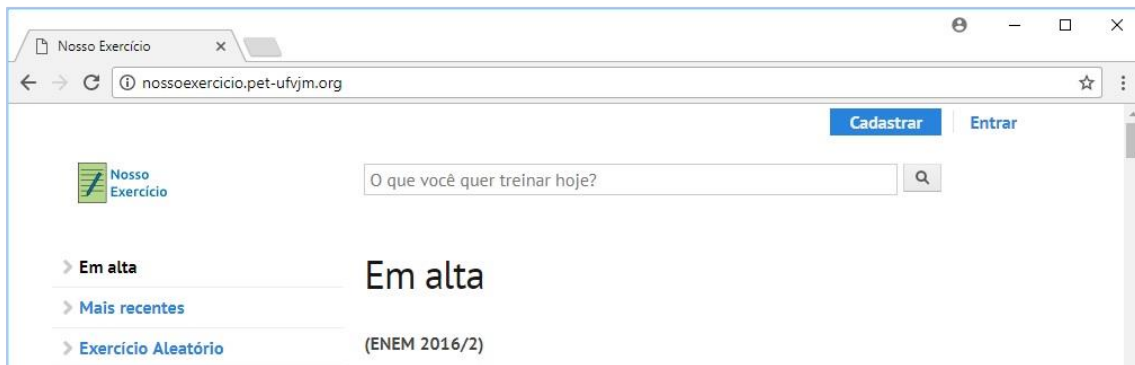 Nosso Exercício
nossoexercicio.pet-ufvjm.org
Cadastrar Entrar
Nosso
Exercício
O que você quer treinar hoje?
Em alta
Mais recentes
Exercício Aleatório
Em alta
(ENEM 2016/2)